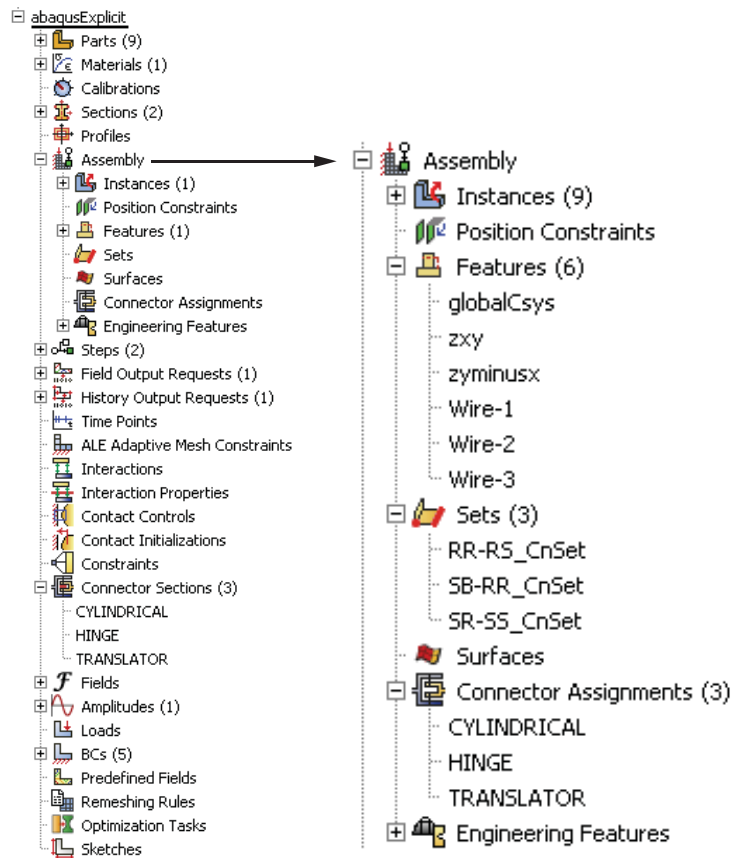 abaqusExplicit
Parts (9)
Materials (1)
Calibrations
Sections (2)
Profiles
Assembly
Instances (1)
Position Constraints
Features (1)
Sets
Surfaces
Connector Assignments
Engineering Features
Steps (2)
Field Output Requests (1)
History Output Requests (1)
Time Points
ALE Adaptive Mesh Constraints
Interactions
Interaction Properties
Contact Controls
Contact Initializations
Constraints
Connector Sections (3)
CYLINDRICAL
HINGE
TRANSLATOR
Fields
Amplitudes (1)
Loads
BCs (5)
Predefined Fields
Remeshing Rules
Optimization Tasks
Sketches
Assembly
Instances (9)
Position Constraints
Features (6)
globalCsys
zxy
zyminusx
Wire-1
Wire-2
Wire-3
Sets (3)
RR-RS_CnSet
SB-RR_CnSet
SR-SS_CnSet
Surfaces
Connector Assignments (3)
CYLINDRICAL
HINGE
TRANSLATOR
Engineering Features